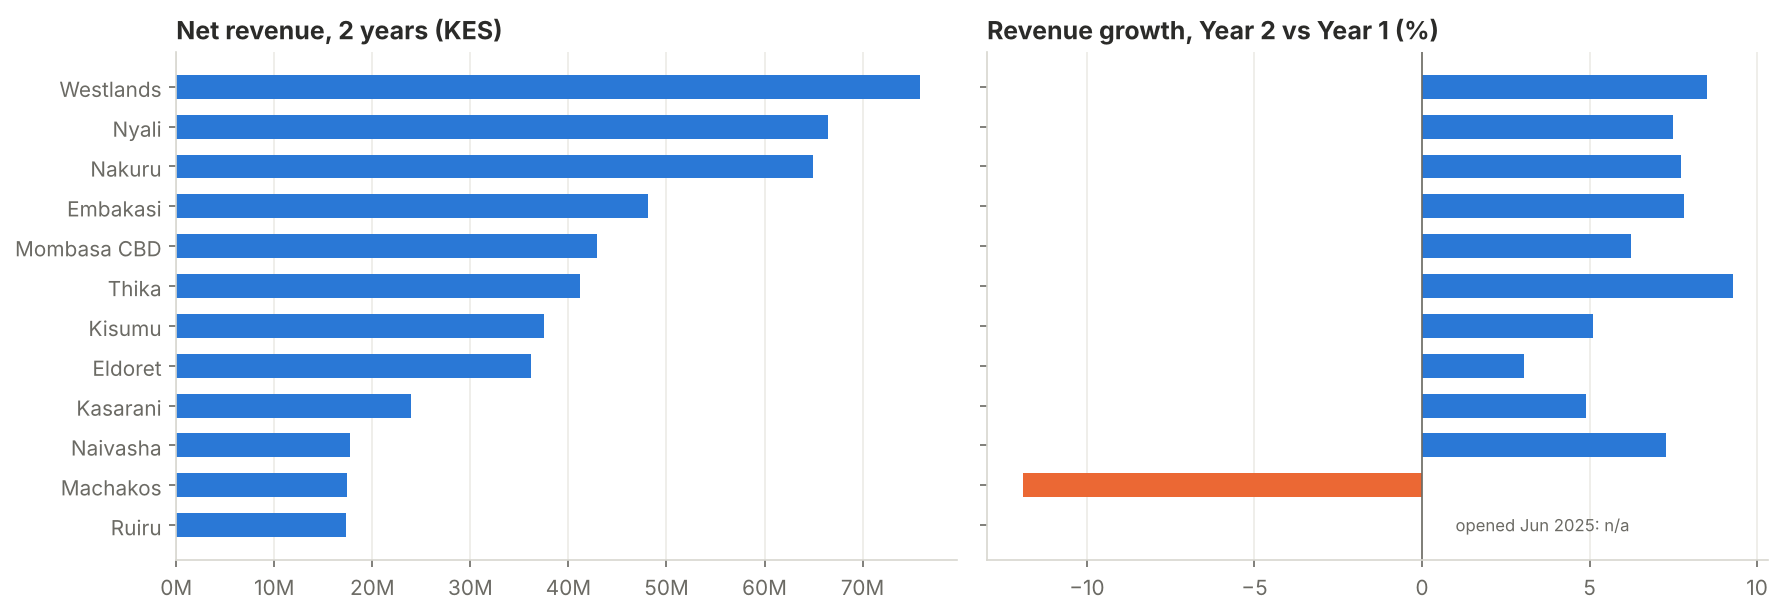 Net revenue, 2 years (KES)
Westlands
Nyali
Nakuru
Embakasi
Mombasa CBD
Thika
Kisumu
Eldoret
Kasarani
Naivasha
Machakos
Ruiru
0M 10M 20M 30M 40M 50M 60M 70M
Revenue growth, Year 2 vs Year 1 (%)
opened Jun 2025: n/a
−10 −5 0 5 10